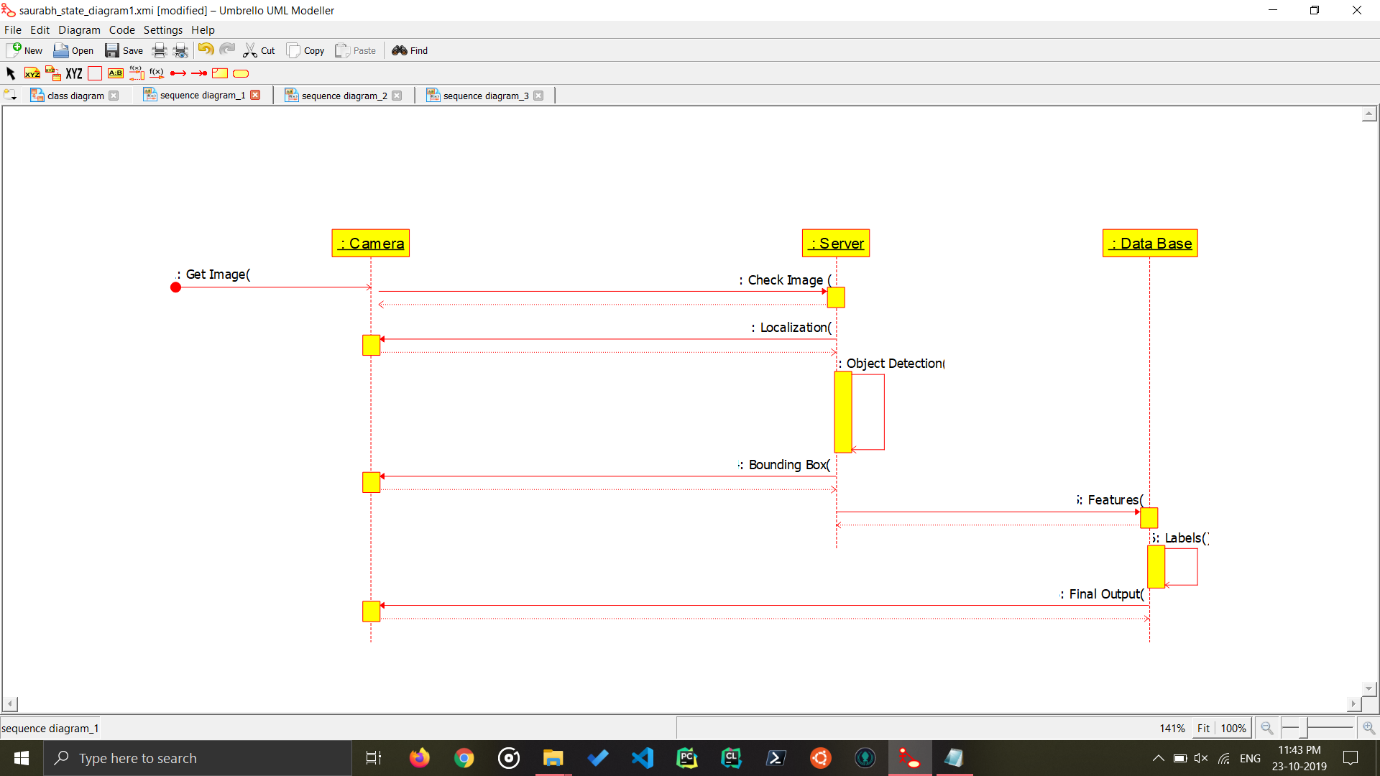 saurabh_state_diagram1.xmi [modified] – Umbrello UML Modeller
File Edit Diagram Code Settings Help
New Open Save Cut Copy Paste Find
XYZ XYZ A:B f(x) f(x)
class diagram sequence diagram_1 sequence diagram_2 sequence diagram_3
: Camera : Server : Data Base
: Get Image(
: Check Image (
: Localization(
: Object Detection(
: Bounding Box(
: Features(
: Labels()
: Final Output(
sequence diagram_1 141% Fit 100%
Type here to search PC CL ENG 11:43 PM
23-10-2019